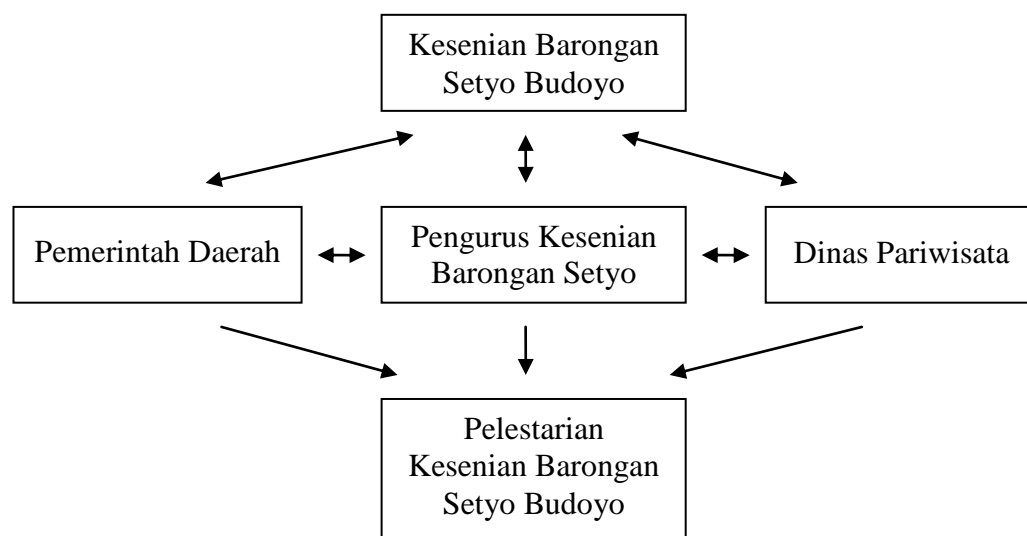 Kesenian Barongan
Setyo Budoyo
Pemerintah Daerah
Pengurus Kesenian
Barongan Setyo
Dinas Pariwisata
Pelestarian
Kesenian Barongan
Setyo Budoyo